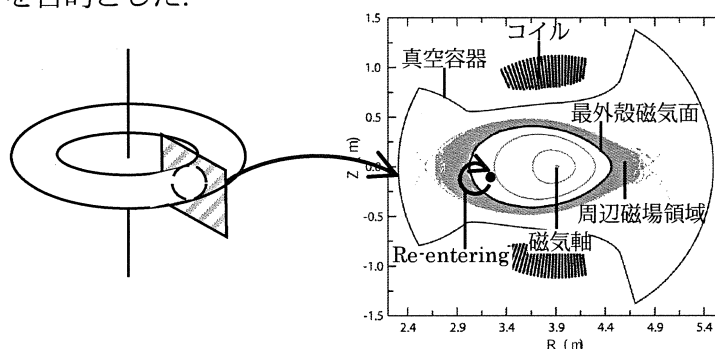 を目的とした.
1.5
コイル
真空容器
1.0
0.5
最外殻磁気面
Z (m)
0.0
周辺磁場領域
-0.5
Re-entering
磁気軸
-1.0
-1.5
2.4 2.9 3.4 3.9 4.4 4.9 5.4
R (m)